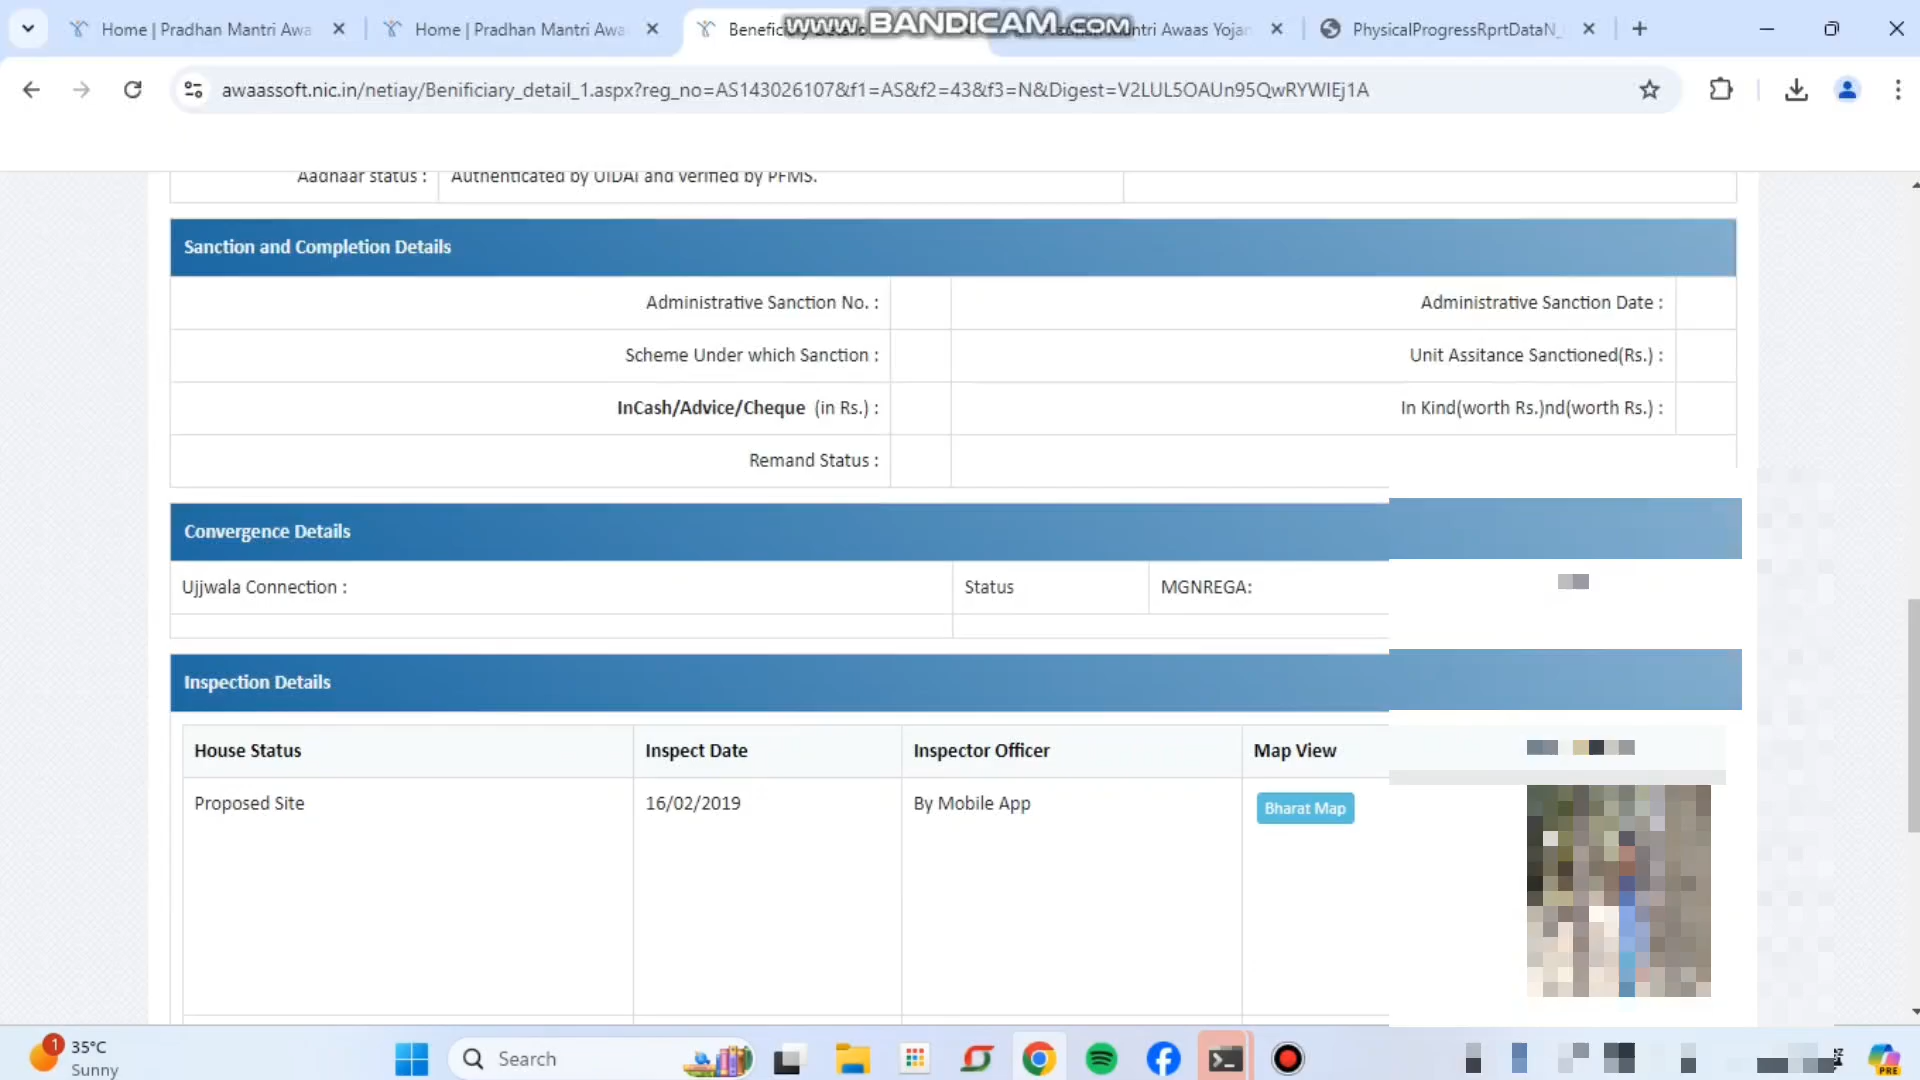 Home | Pradhan Mantri Awa
Home | Pradhan Mantri Awa
www.BANDICAM.com
Mantri Awaas Yojan
PhysicalProgressRprtDataN_
awaassoft.nic.in/netiay/Benificiary_detail_1.aspx?reg_no=AS143026107&f1=AS&f2=43&f3=N&Digest=V2LUL5OAUn95QwRYWIEj1A
Aadhaar status : Authenticated by UIDAI and verified by PFMS.
Sanction and Completion Details
Administrative Sanction No. : Administrative Sanction Date :
Scheme Under which Sanction : Unit Assitance Sanctioned(Rs.) :
InCash/Advice/Cheque (in Rs.) : In Kind(worth Rs.)nd(worth Rs.) :
Remand Status :
Convergence Details
Ujjwala Connection : Status MGNREGA:
Inspection Details
House Status Inspect Date Inspector Officer Map View
Proposed Site 16/02/2019 By Mobile App Bharat Map
1
35°C
Sunny
Search
PRE